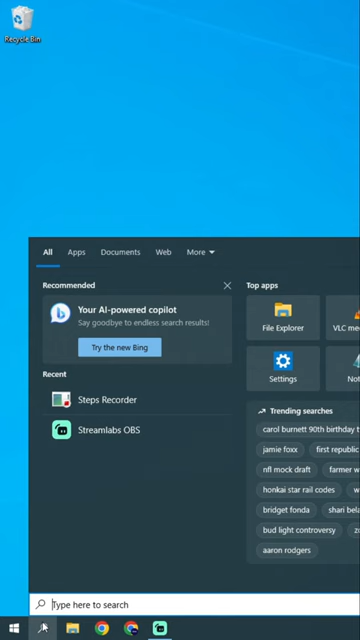 Recycle Bin
All Apps Documents Web More
Recommended
Your AI-powered copilot
Say goodbye to endless search results!
Try the new Bing
Recent
Steps Recorder
Streamlabs OBS
Top apps
File Explorer
VLC me
Settings
Not
Trending searches
carol burnett 90th birthday t
jamie foxx
first republic
nfl mock draft
farmer w
honkai star rail codes
w
bridget fonda
shari bela
bud light controversy
zo
aaron rodgers
Type here to search